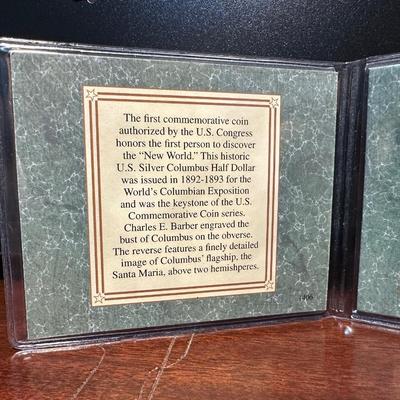 The first commemorative coin
authorized by the U.S. Congress
honors the first person to discover
the “New World.” This historic
U.S. Silver Columbus Half Dollar
was issued in 1892-1893 for the
World's Columbian Exposition
and was the keystone of the U.S.
Commemorative Coin series.
Charles E. Barber engraved the
bust of Columbus on the obverse.
The reverse features a finely detailed
image of Columbus' flagship, the
Santa Maria, above two hemishperes.